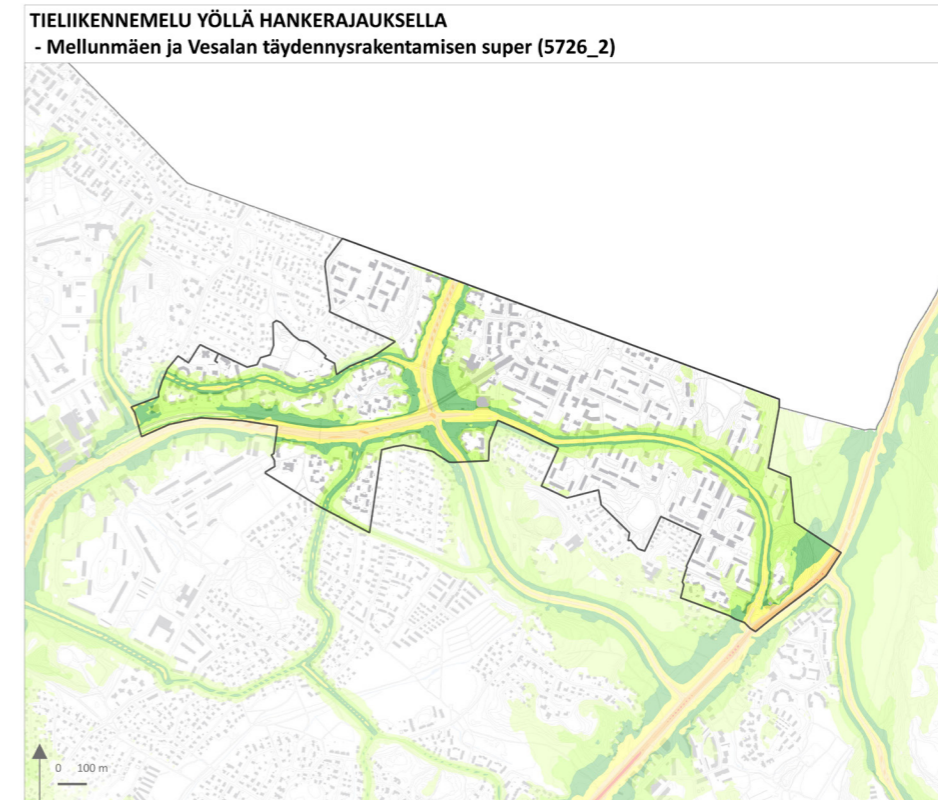 TIELIIKENNEMELU YÖLLÄ HANKERAJAUKSELLA
- Mellunmäen ja Vesalan täydennysrakentamisen super (5726_2)
0 100 m